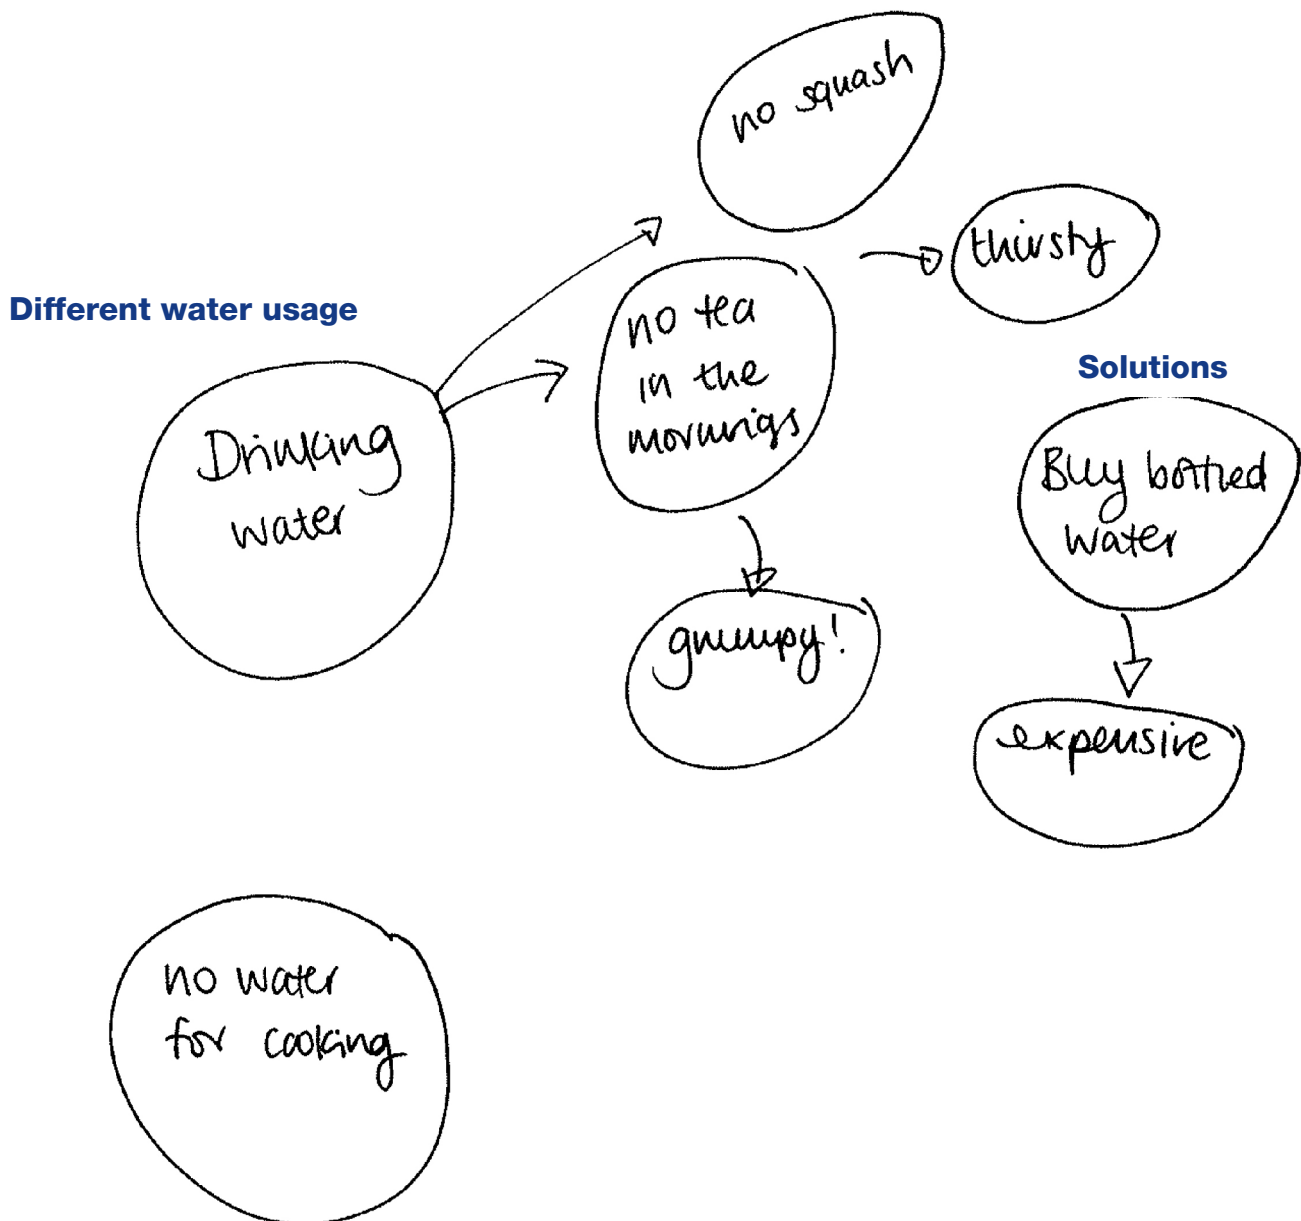 no squash
thirsty
Different water usage
no tea
in the
mornings
Solutions
Drinking
water
Buy bottled
water
grumpy!
expensive
no water
for cooking